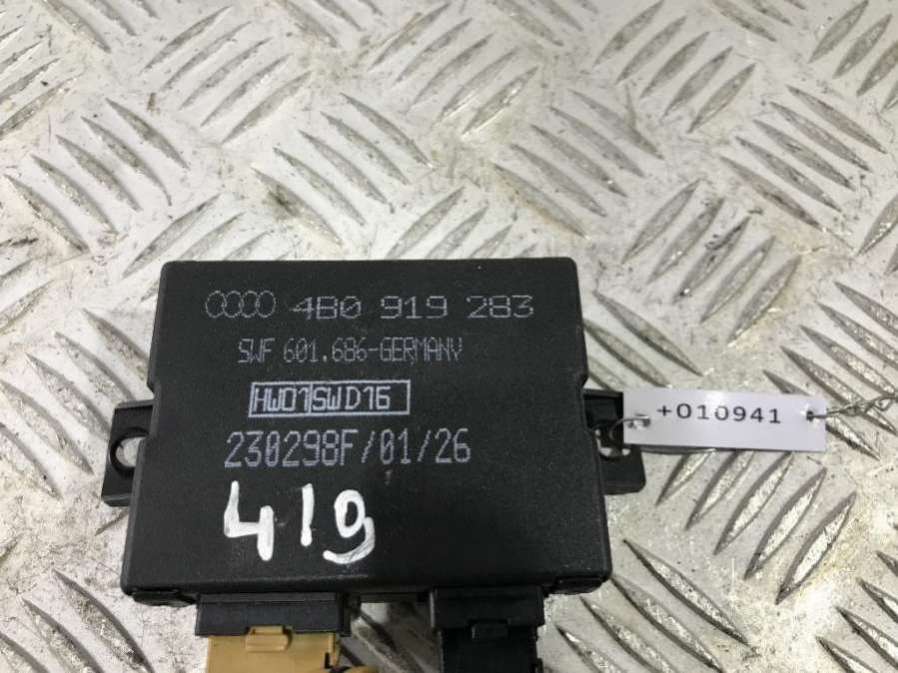 4B0 919 283
SWF 601.686-GERMANY
HW01 SWD16
230298F/01/26
419
+010941